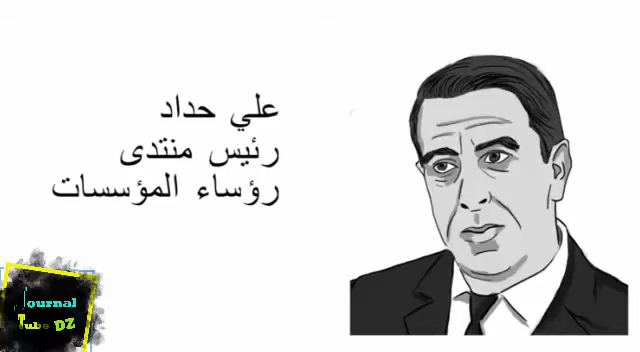 علي حداد
رئيس منتدى
رؤساء المؤسسات
Journal
Tube DZ